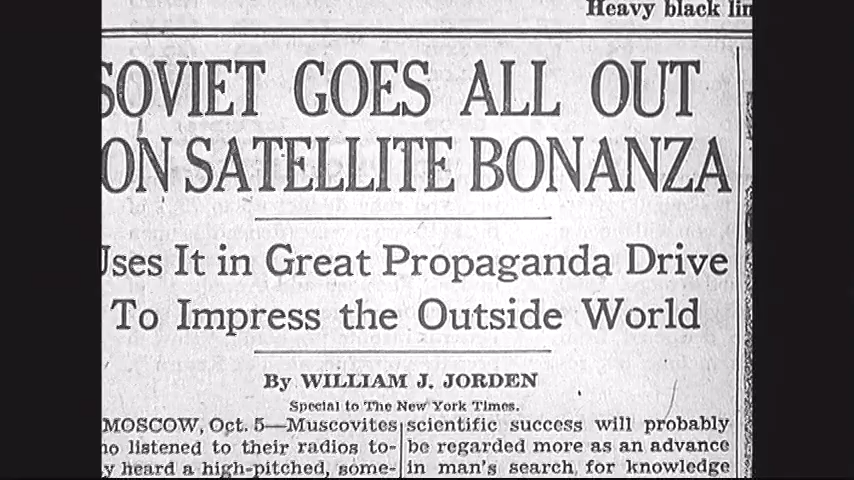 Heavy black lin
SOVIET GOES ALL OUT
ON SATELLITE BONANZA
Uses It in Great Propaganda Drive
To Impress the Outside World
By WILLIAM J. JORDEN
Special to The New York Times.
MOSCOW, Oct. 5—Muscovites
o listened to their radios to-
y heard a high-pitched, some-
scientific success will probably
be regarded more as an advance
in man's search for knowledge